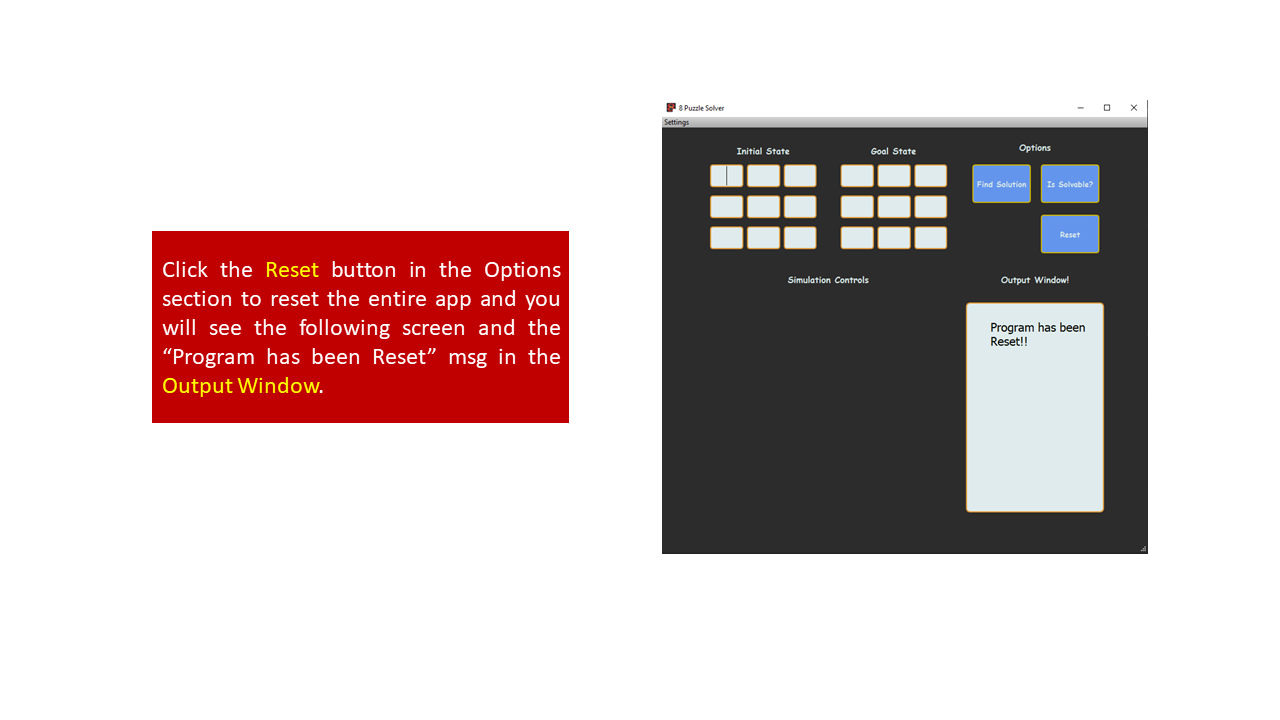 Click the Reset button in the Options
section to reset the entire app and you
will see the following screen and the
“Program has been Reset” msg in the
Output Window.
8 Puzzle Solver
Settings
Initial State
Goal State
Options
Find Solution
Is Solvable?
Reset
Simulation Controls
Output Window!
Program has been
Reset!!